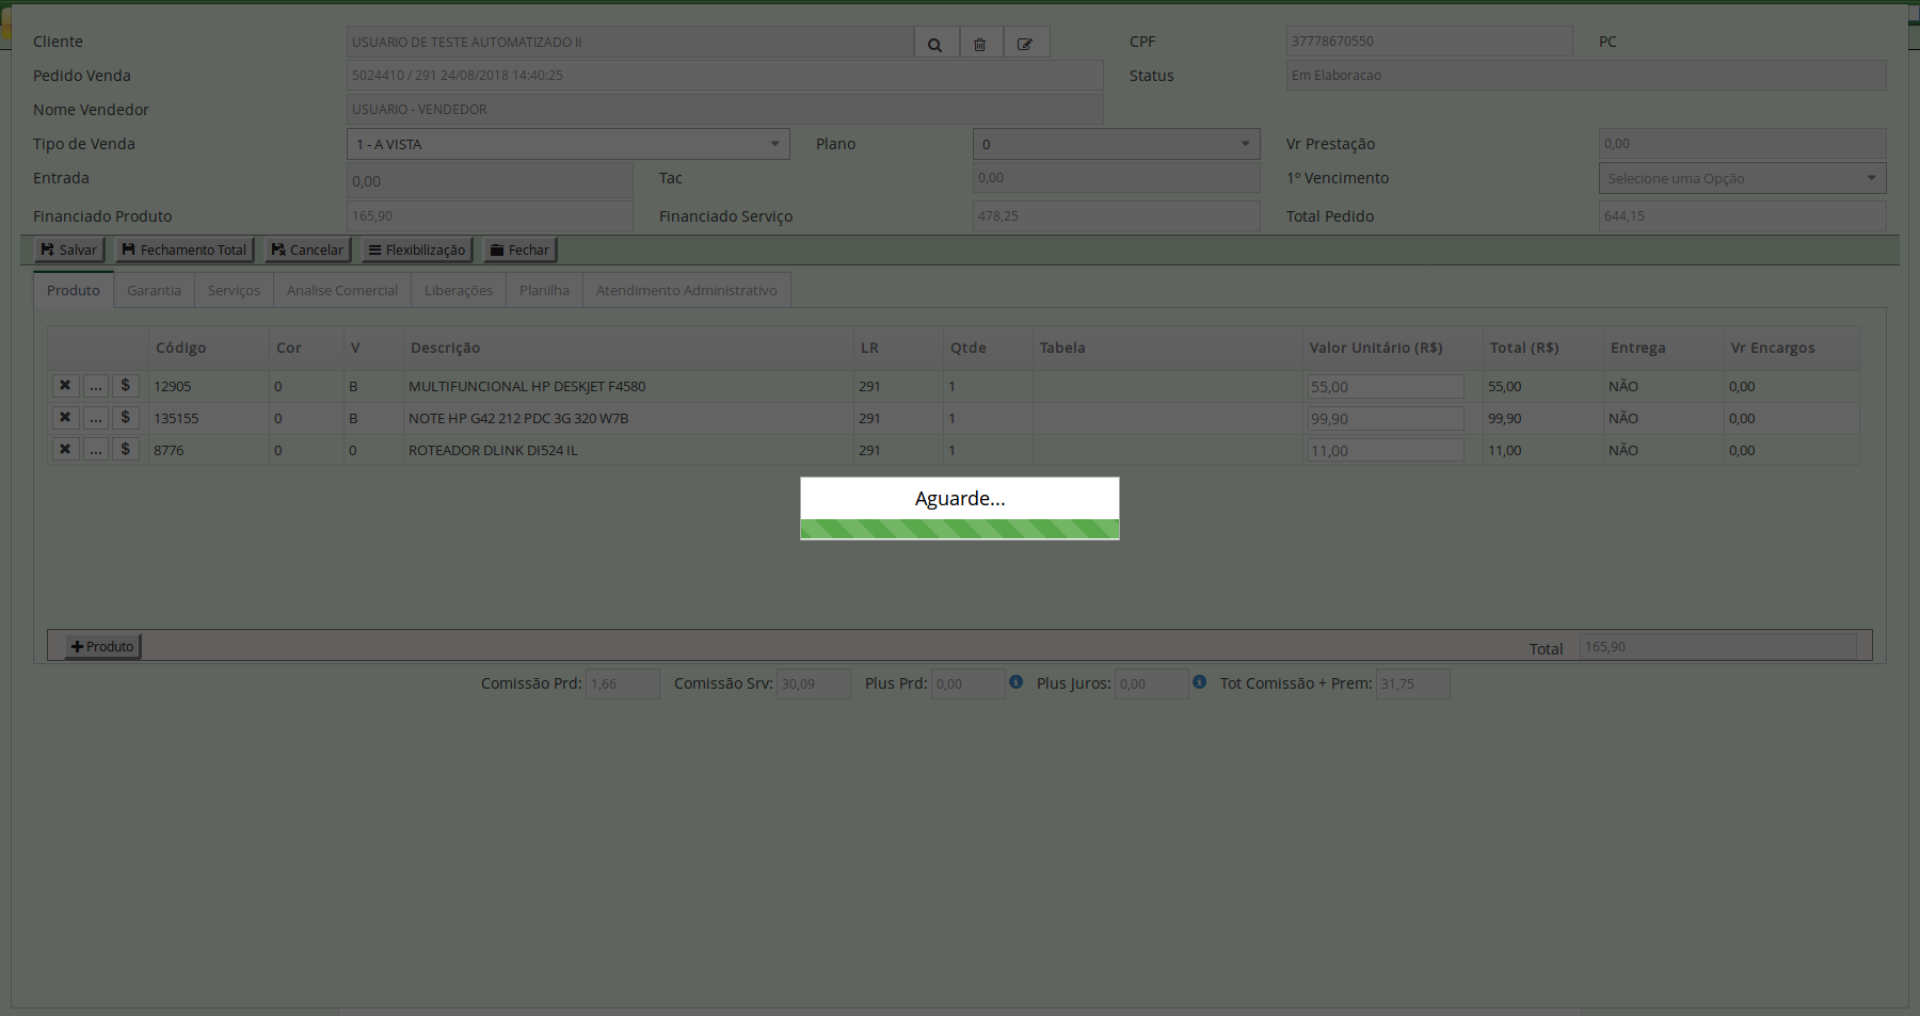 Cliente USUARIO DE TESTE AUTOMATIZADO II CPF 37778670550 PC
Pedido Venda 5024410 / 291 24/08/2018 14:40:25 Status Em Elaboracao
Nome Vendedor USUARIO - VENDEDOR
Tipo de Venda 1 - A VISTA Plano 0 Vr Prestação 0,00
Entrada 0,00 Tac 0,00 1º Vencimento Selecione uma Opção
Financiado Produto 165,90 Financiado Serviço 478,25 Total Pedido 644,15
Salvar Fechamento Total Cancelar Flexibilização Fechar
Produto Garantia Serviços Analise Comercial Liberações Planilha Atendimento Administrativo
Código Cor V Descrição LR Qtde Tabela Valor Unitário (R$) Total (R$) Entrega Vr Encargos
... $ 12905 0 B MULTIFUNCIONAL HP DESKJET F4580 291 1 55,00 55,00 NÃO 0,00
... $ 135155 0 B NOTE HP G42 212 PDC 3G 320 W7B 291 1 99,90 99,90 NÃO 0,00
... $ 8776 0 0 ROTEADOR DLINK DI524 IL 291 1 11,00 11,00 NÃO 0,00
Aguarde...
Produto Total 165,90
Comissão Prd: 1,66 Comissão Srv: 30,09 Plus Prd: 0,00 Plus Juros: 0,00 Tot Comissão + Prem: 31,75